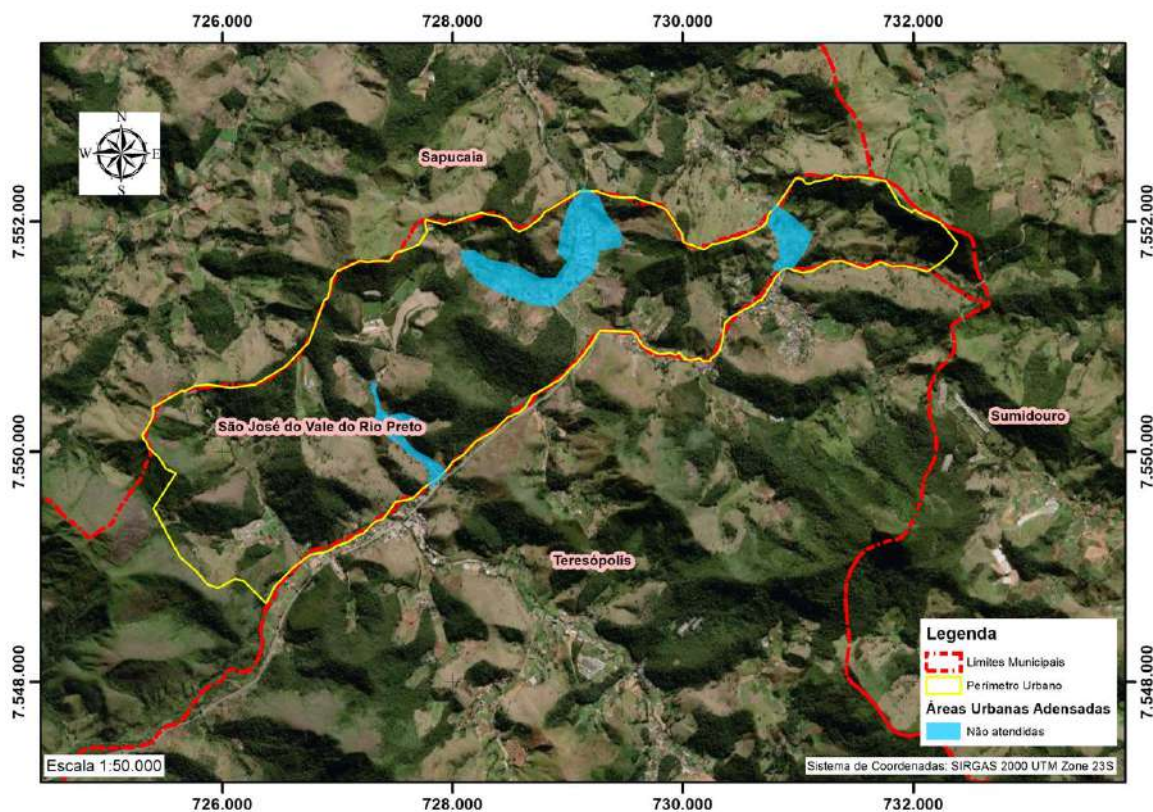 726.000 728.000 730.000 732.000
N
W E
S
Sapucaia
7.552.000 7.552.000
São José do Vale do Rio Preto
Sumidouro
7.550.000 7.550.000
Teresópolis
Legenda
Limites Municipais
Perímetro Urbano
Áreas Urbanas Adensadas
Não atendidas
7.548.000 7.548.000
Escala 1:50.000
Sistema de Coordenadas: SIRGAS 2000 UTM Zone 23S
726.000 728.000 730.000 732.000